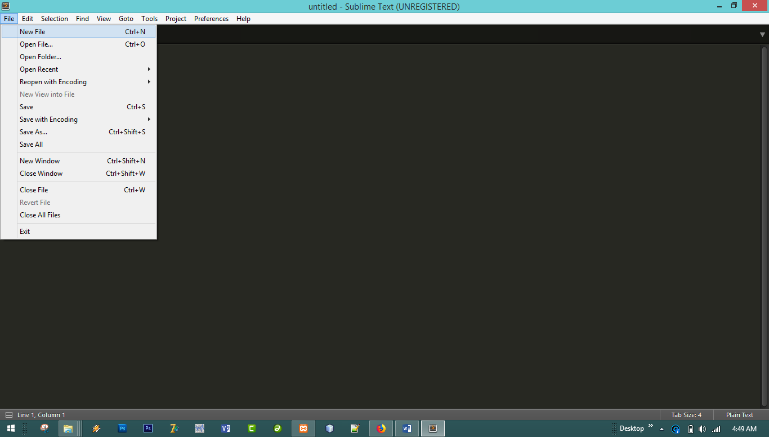 untitled - Sublime Text (UNREGISTERED)
File Edit Selection Find View Goto Tools Project Preferences Help
New File Ctrl+N
Open File... Ctrl+O
Open Folder...
Open Recent
Reopen with Encoding
New View into File
Save Ctrl+S
Save with Encoding
Save As... Ctrl+Shift+S
Save All
New Window Ctrl+Shift+N
Close Window Ctrl+Shift+W
Close File Ctrl+W
Revert File
Close All Files
Exit
Line 1, Column 1 Tab Size: 4 Plain Text
Desktop 4:49 AM